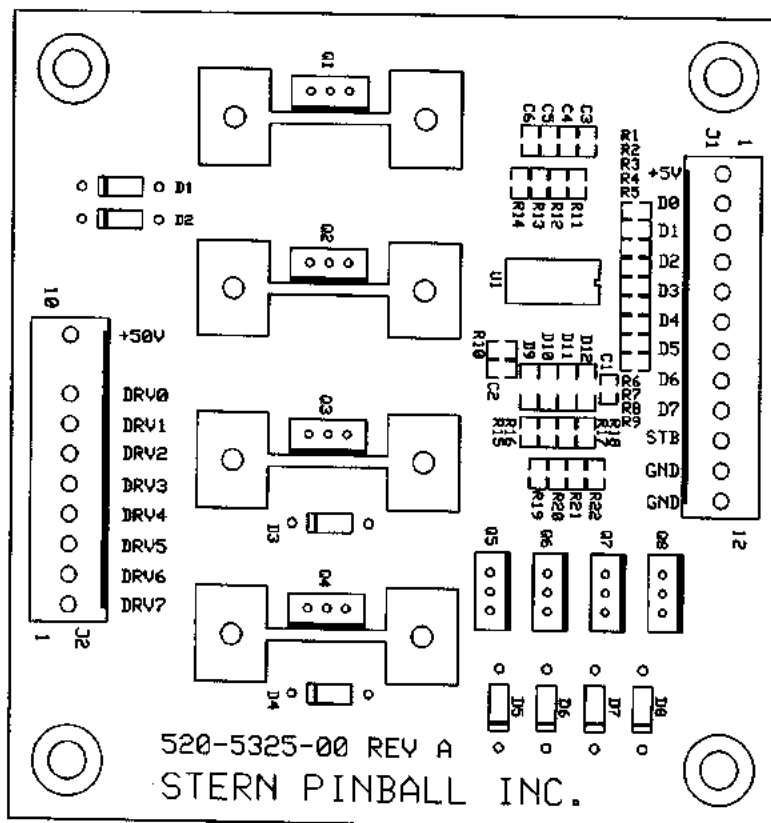 Q1
C6 C5 C4 C3
R1
R2
R3
R4
R5
J1 1
+5V
D0
D1
D2
D3
D4
D5
D6
D7
STB
GND
GND
12
R14 R13 R12 R11
D1
D2
Q2
U1
10
+50V
DRV0
DRV1
DRV2
DRV3
DRV4
DRV5
DRV6
DRV7
1 J2
R10
C2
D9 D10 D11 D12
C1
R6
R7
R8
R9
Q3
R15 R16 R17 R18
R19 R20 R21 R22
D3
Q5 Q6 Q7 Q8
Q4
D4
D5 D6 D7 D8
520-5325-00 REV A
STERN PINBALL INC.